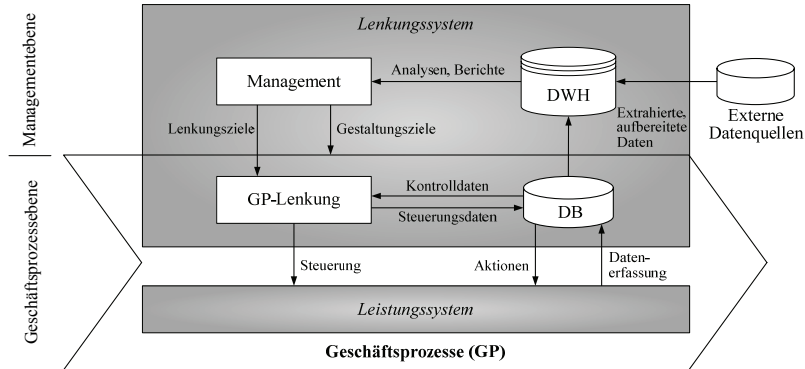 Managementebene
Geschäftsprozessebene
Lenkungssystem
Management
Analysen, Berichte
DWH
Externe
Datenquellen
Lenkungsziele
Gestaltungsziele
Extrahierte,
aufbereitete
Daten
GP-Lenkung
Kontrolldaten
Steuerungsdaten
DB
Steuerung
Aktionen
Daten-
erfassung
Leistungssystem
Geschäftsprozesse (GP)